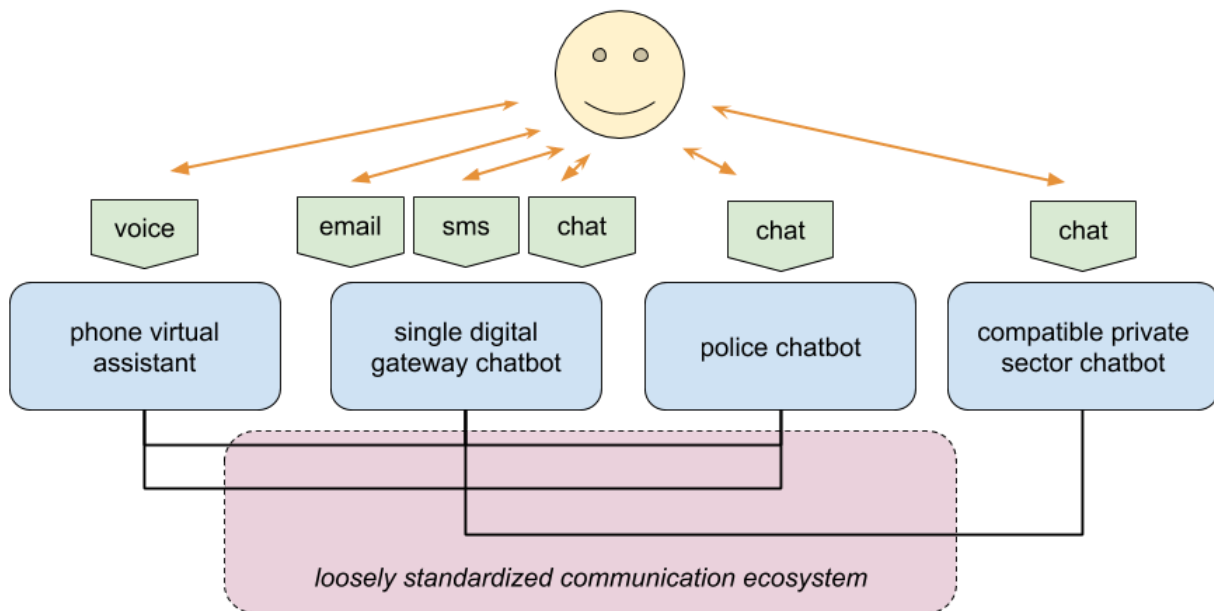 voice
email
sms
chat
chat
chat
phone virtual
assistant
single digital
gateway chatbot
police chatbot
compatible private
sector chatbot
loosely standardized communication ecosystem